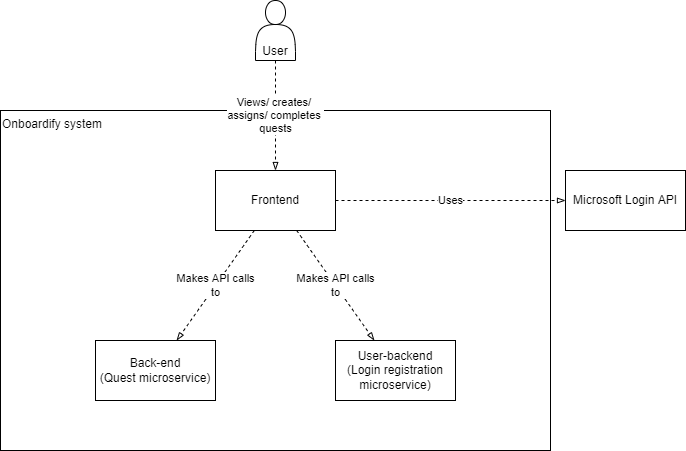 User
Views/ creates/
assigns/ completes
quests
Onboardify system
Frontend
Uses
Microsoft Login API
Makes API calls
to
Makes API calls
to
Back-end
(Quest microservice)
User-backend
(Login registration
microservice)